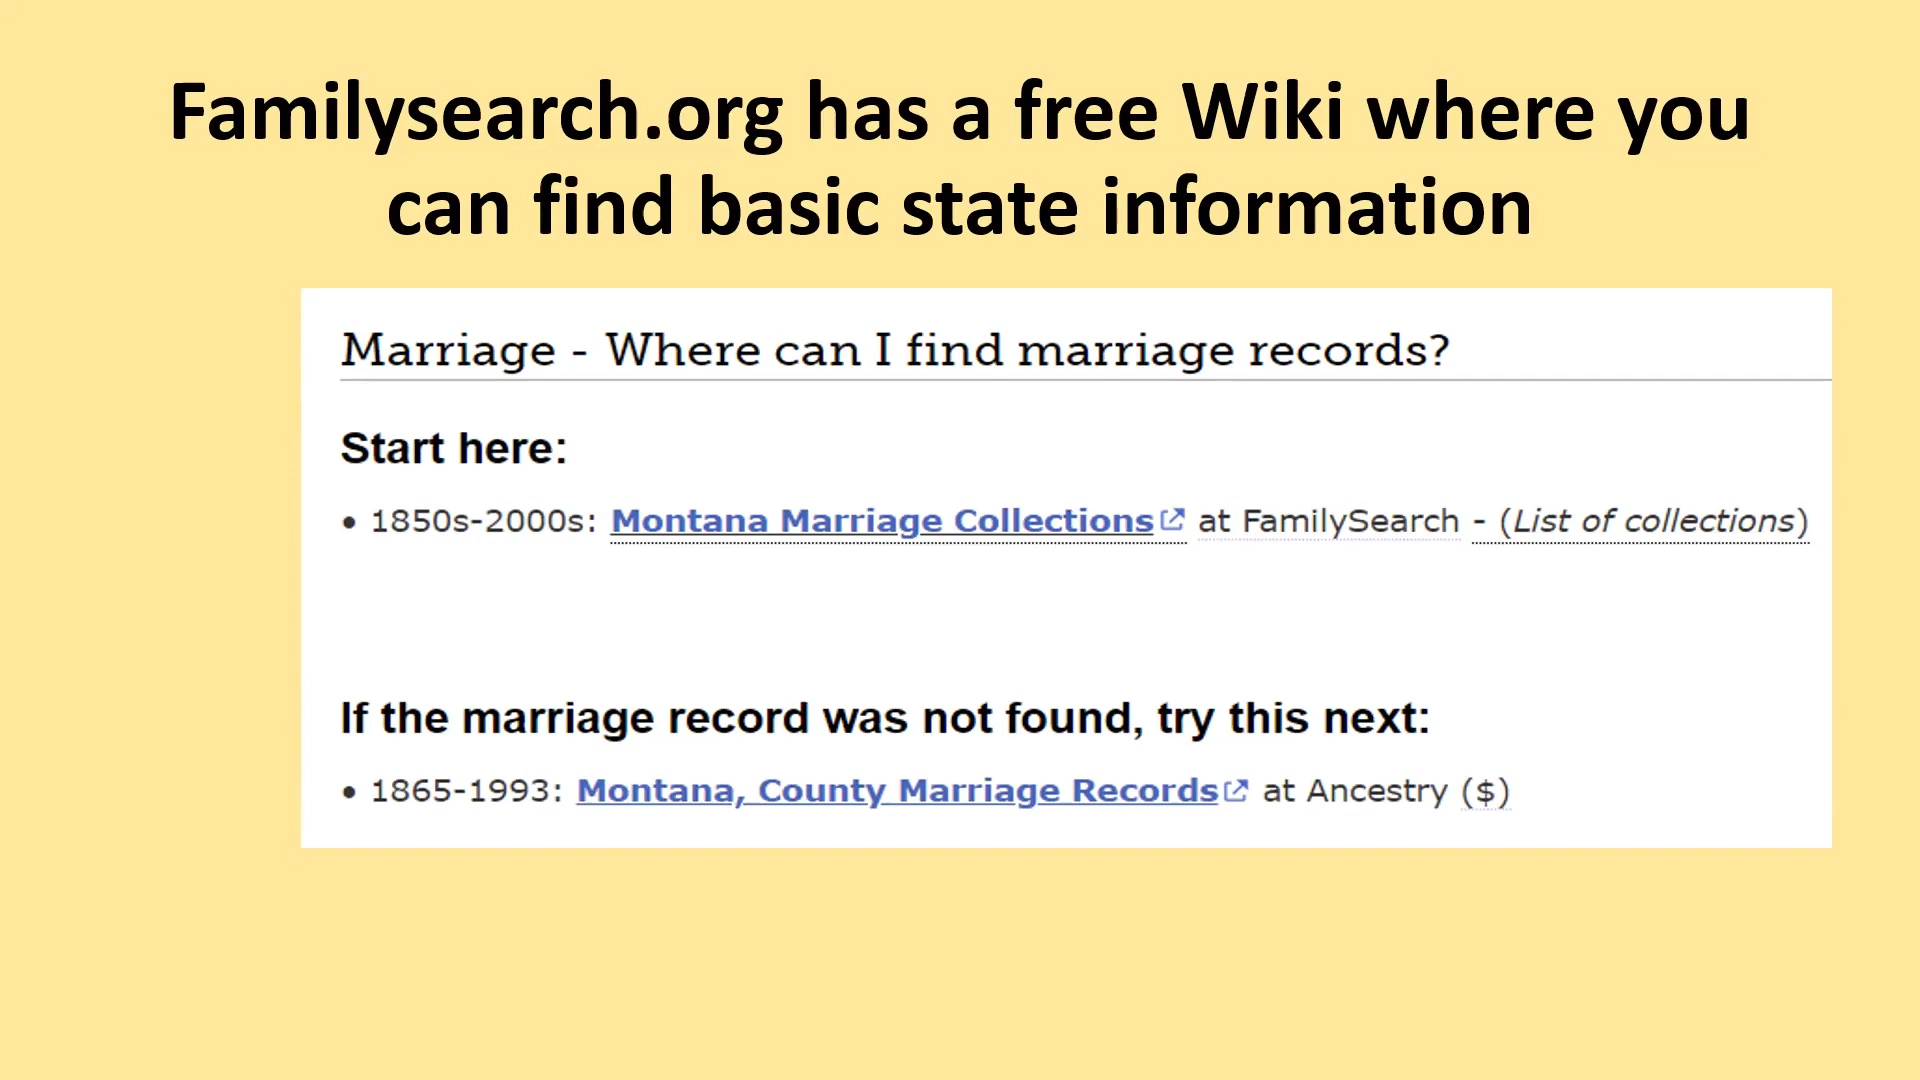 Familysearch.org has a free Wiki where you
can find basic state information
Marriage - Where can I find marriage records?
Start here:
• 1850s-2000s: Montana Marriage Collections at FamilySearch - (List of collections)
If the marriage record was not found, try this next:
• 1865-1993: Montana, County Marriage Records at Ancestry ($)